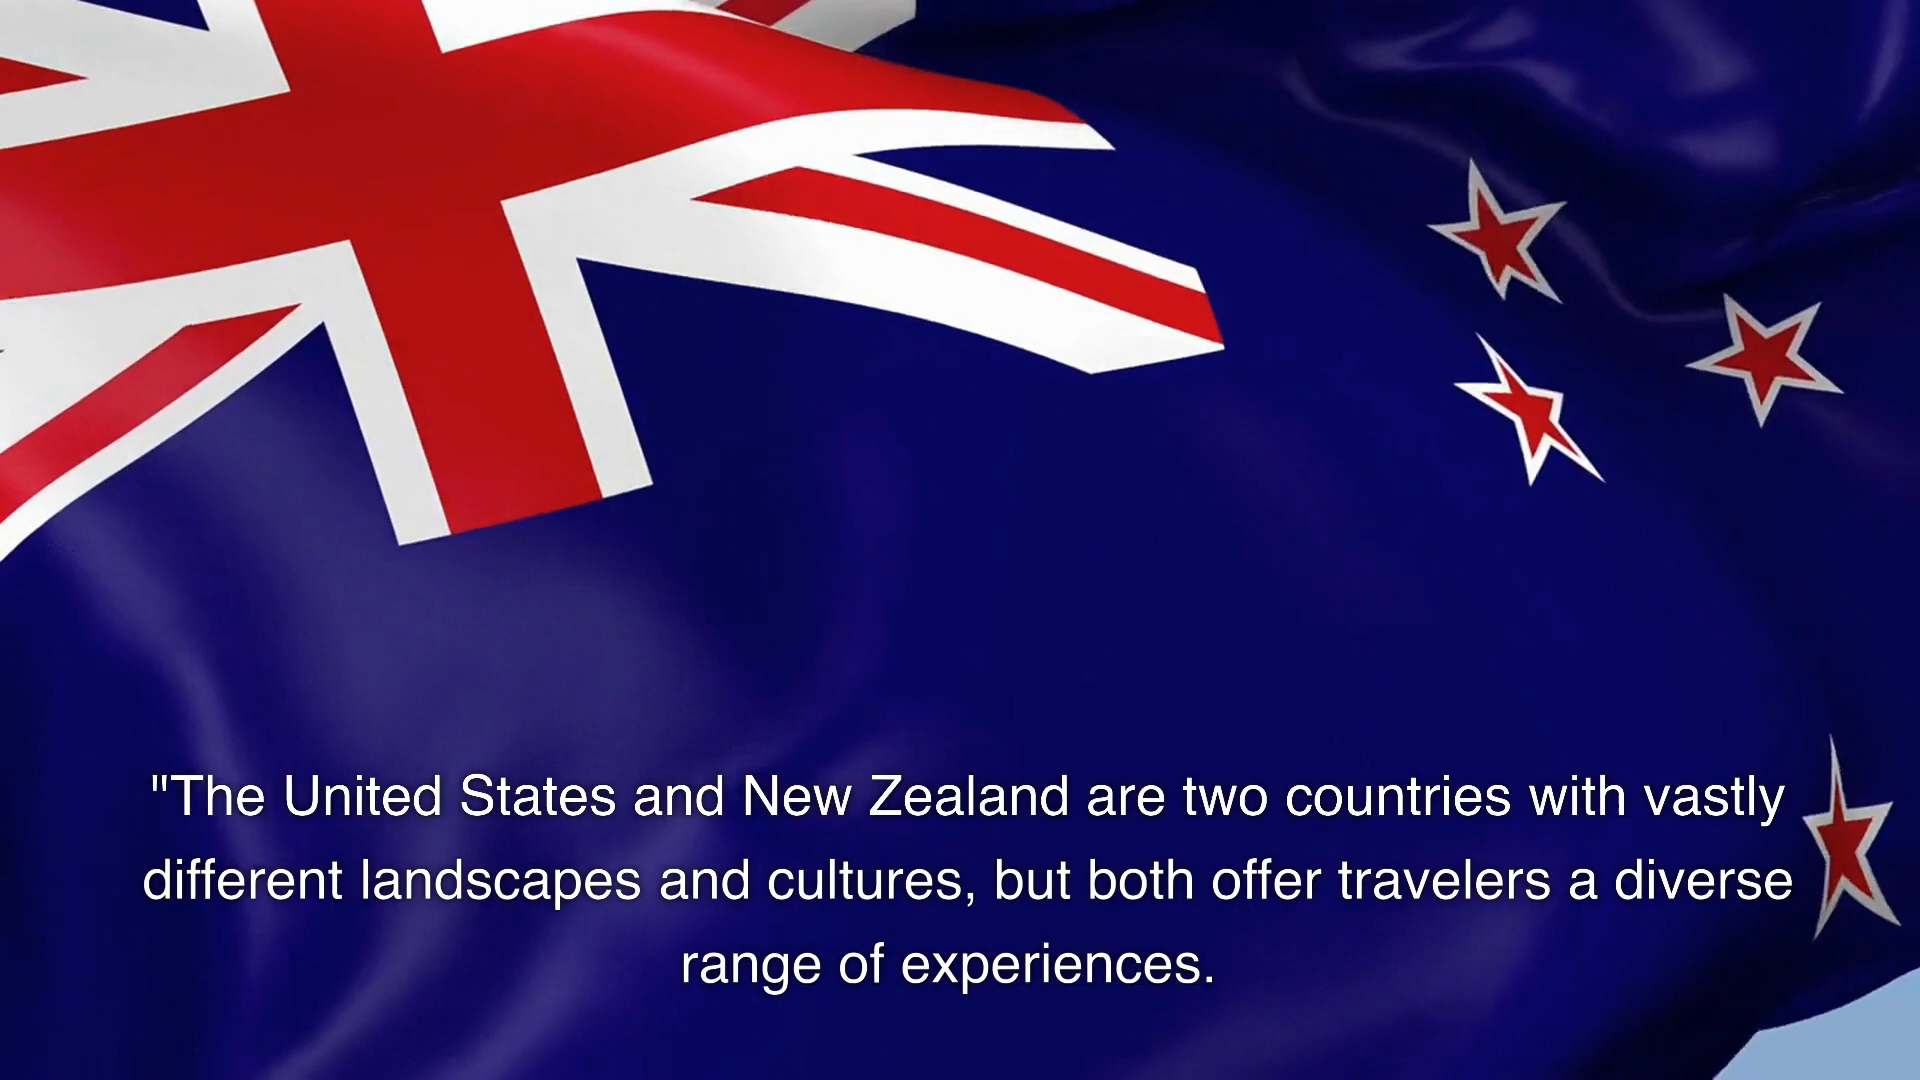 "The United States and New Zealand are two countries with vastly
different landscapes and cultures, but both offer travelers a diverse
range of experiences.